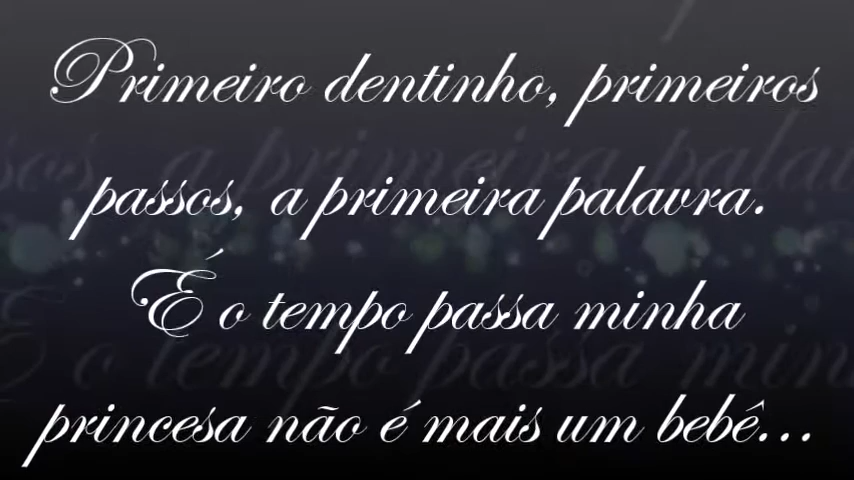 Primeiro dentinho, primeiros
passos, a primeira palavra.
É o tempo passa minha
princesa não é mais um bebê...